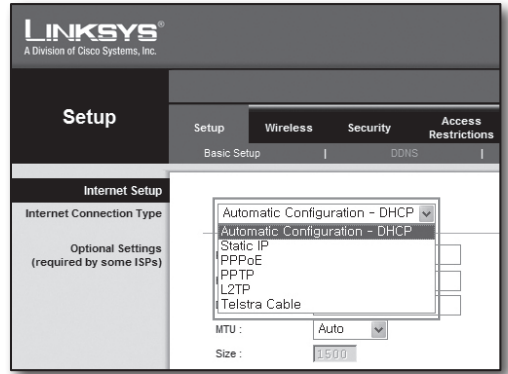 LINKSYS®
A Division of Cisco Systems, Inc.
Setup
Setup Wireless Security Access Restrictions
Basic Setup | DDNS |
Internet Setup
Internet Connection Type
Automatic Configuration - DHCP
Automatic Configuration - DHCP
Static IP
PPPoE
PPTP
L2TP
Telstra Cable
Optional Settings
(required by some ISPs)
MTU : Auto
Size : 1500